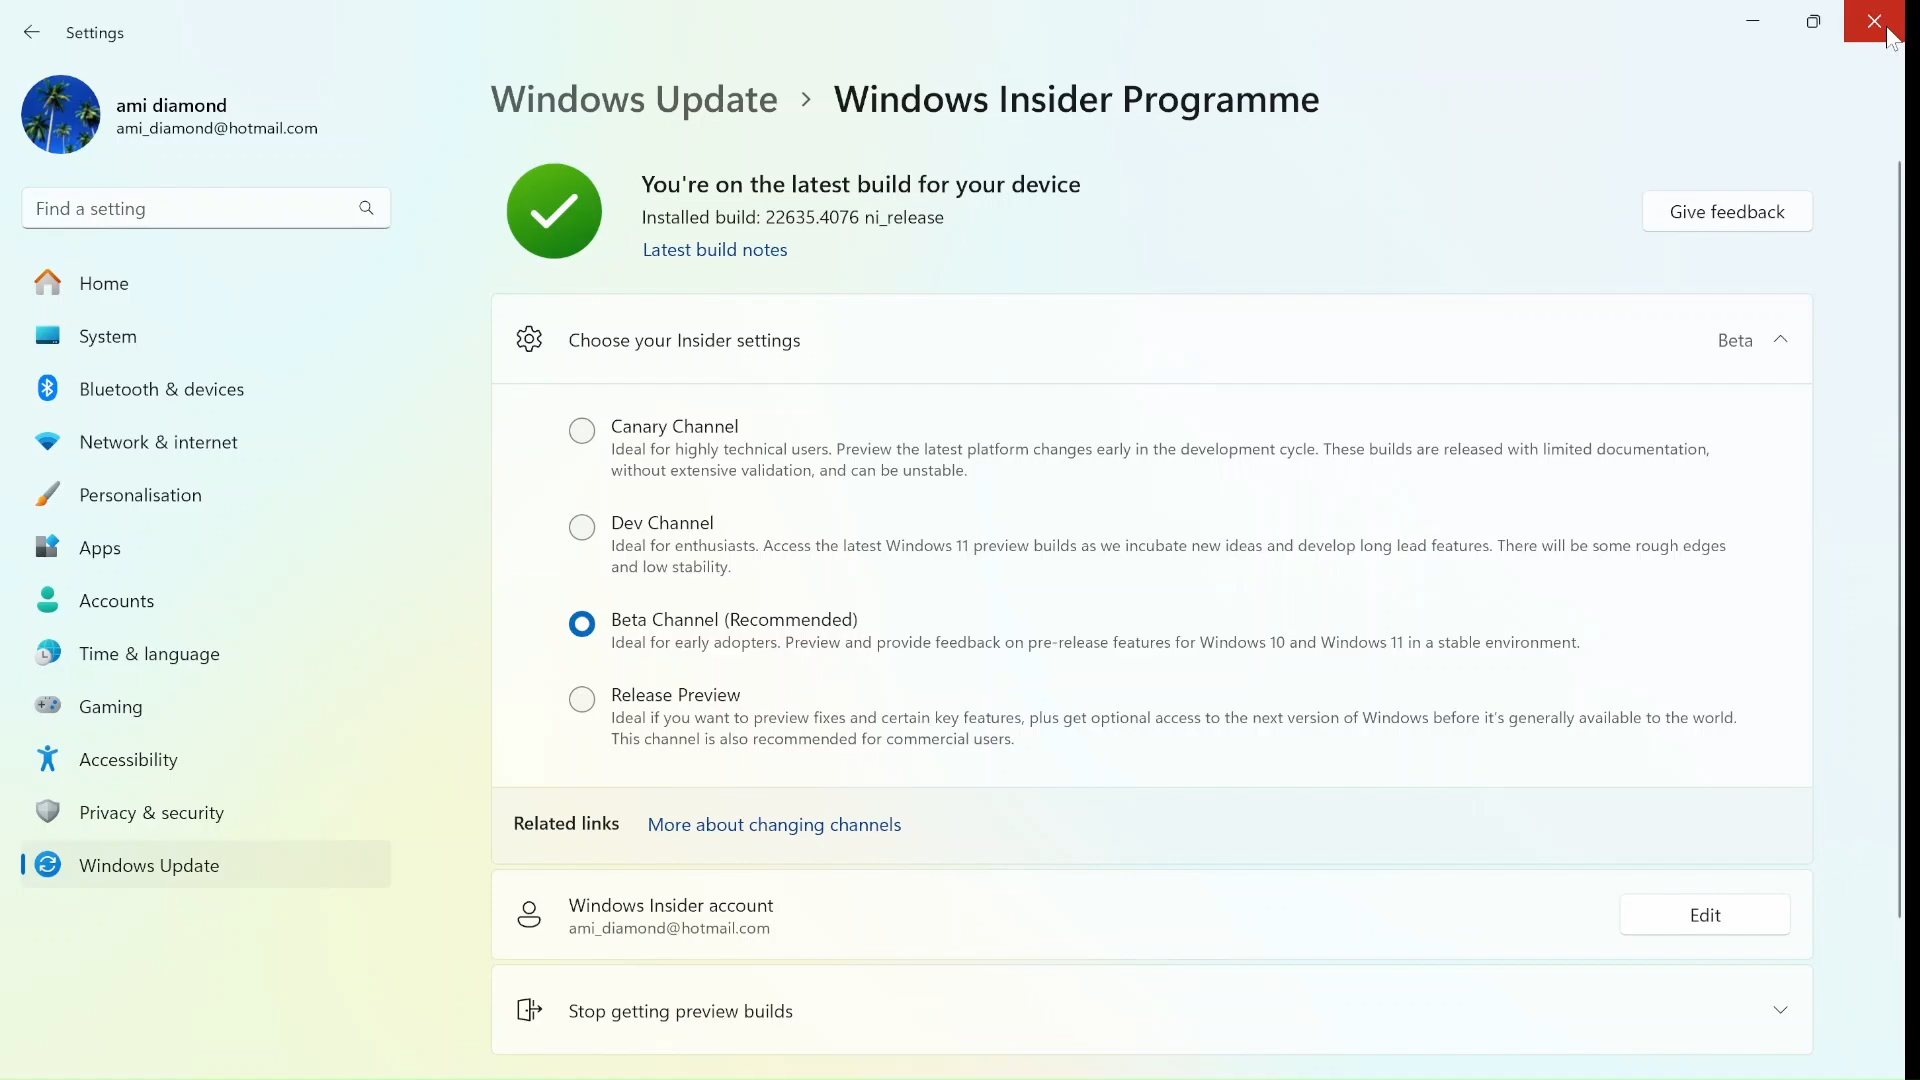 Settings
ami diamond
ami_diamond@hotmail.com
Find a setting
Home
System
Bluetooth & devices
Network & internet
Personalisation
Apps
Accounts
Time & language
Gaming
Accessibility
Privacy & security
Windows Update
Windows Update > Windows Insider Programme
You're on the latest build for your device
Installed build: 22635.4076 ni_release
Latest build notes
Give feedback
Choose your Insider settings
Beta
Canary Channel
Ideal for highly technical users. Preview the latest platform changes early in the development cycle. These builds are released with limited documentation,
without extensive validation, and can be unstable.
Dev Channel
Ideal for enthusiasts. Access the latest Windows 11 preview builds as we incubate new ideas and develop long lead features. There will be some rough edges
and low stability.
Beta Channel (Recommended)
Ideal for early adopters. Preview and provide feedback on pre-release features for Windows 10 and Windows 11 in a stable environment.
Release Preview
Ideal if you want to preview fixes and certain key features, plus get optional access to the next version of Windows before it's generally available to the world.
This channel is also recommended for commercial users.
Related links More about changing channels
Windows Insider account
ami_diamond@hotmail.com
Edit
Stop getting preview builds